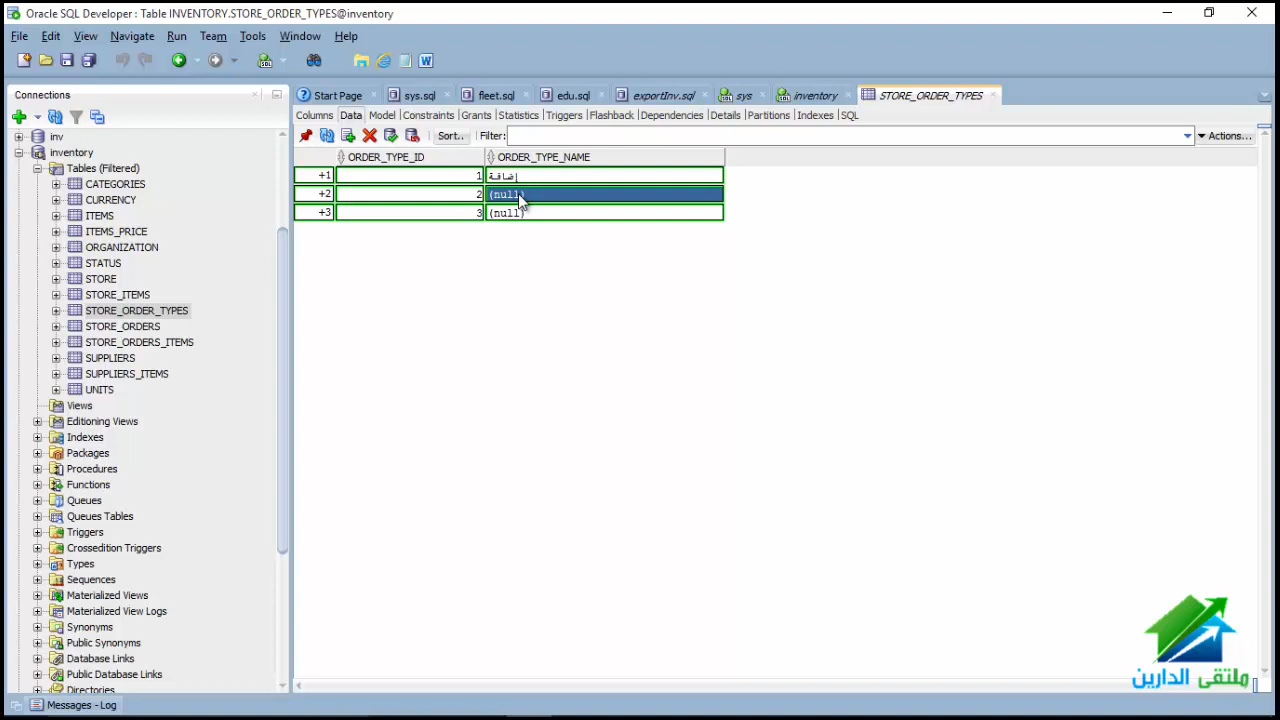 Oracle SQL Developer : Table INVENTORY.STORE_ORDER_TYPES@inventory
File Edit View Navigate Run Team Tools Window Help
Connections
Start Page sys.sql fleet.sql edu.sql exportInv.sql sys inventory STORE_ORDER_TYPES
Columns Data Model Constraints Grants Statistics Triggers Flashback Dependencies Details Partitions Indexes SQL
Sort.. Filter: Actions...
ORDER_TYPE_ID ORDER_TYPE_NAME
+1 1 إضافة
+2 2 (null)
+3 3 (null)
inv
inventory
Tables (Filtered)
CATEGORIES
CURRENCY
ITEMS
ITEMS_PRICE
ORGANIZATION
STATUS
STORE
STORE_ITEMS
STORE_ORDER_TYPES
STORE_ORDERS
STORE_ORDERS_ITEMS
SUPPLIERS
SUPPLIERS_ITEMS
UNITS
Views
Editioning Views
Indexes
Packages
Procedures
Functions
Queues
Queues Tables
Triggers
Crossedition Triggers
Types
Sequences
Materialized Views
Materialized View Logs
Synonyms
Public Synonyms
Database Links
Public Database Links
Directories
ملتقى الدارين
Messages - Log